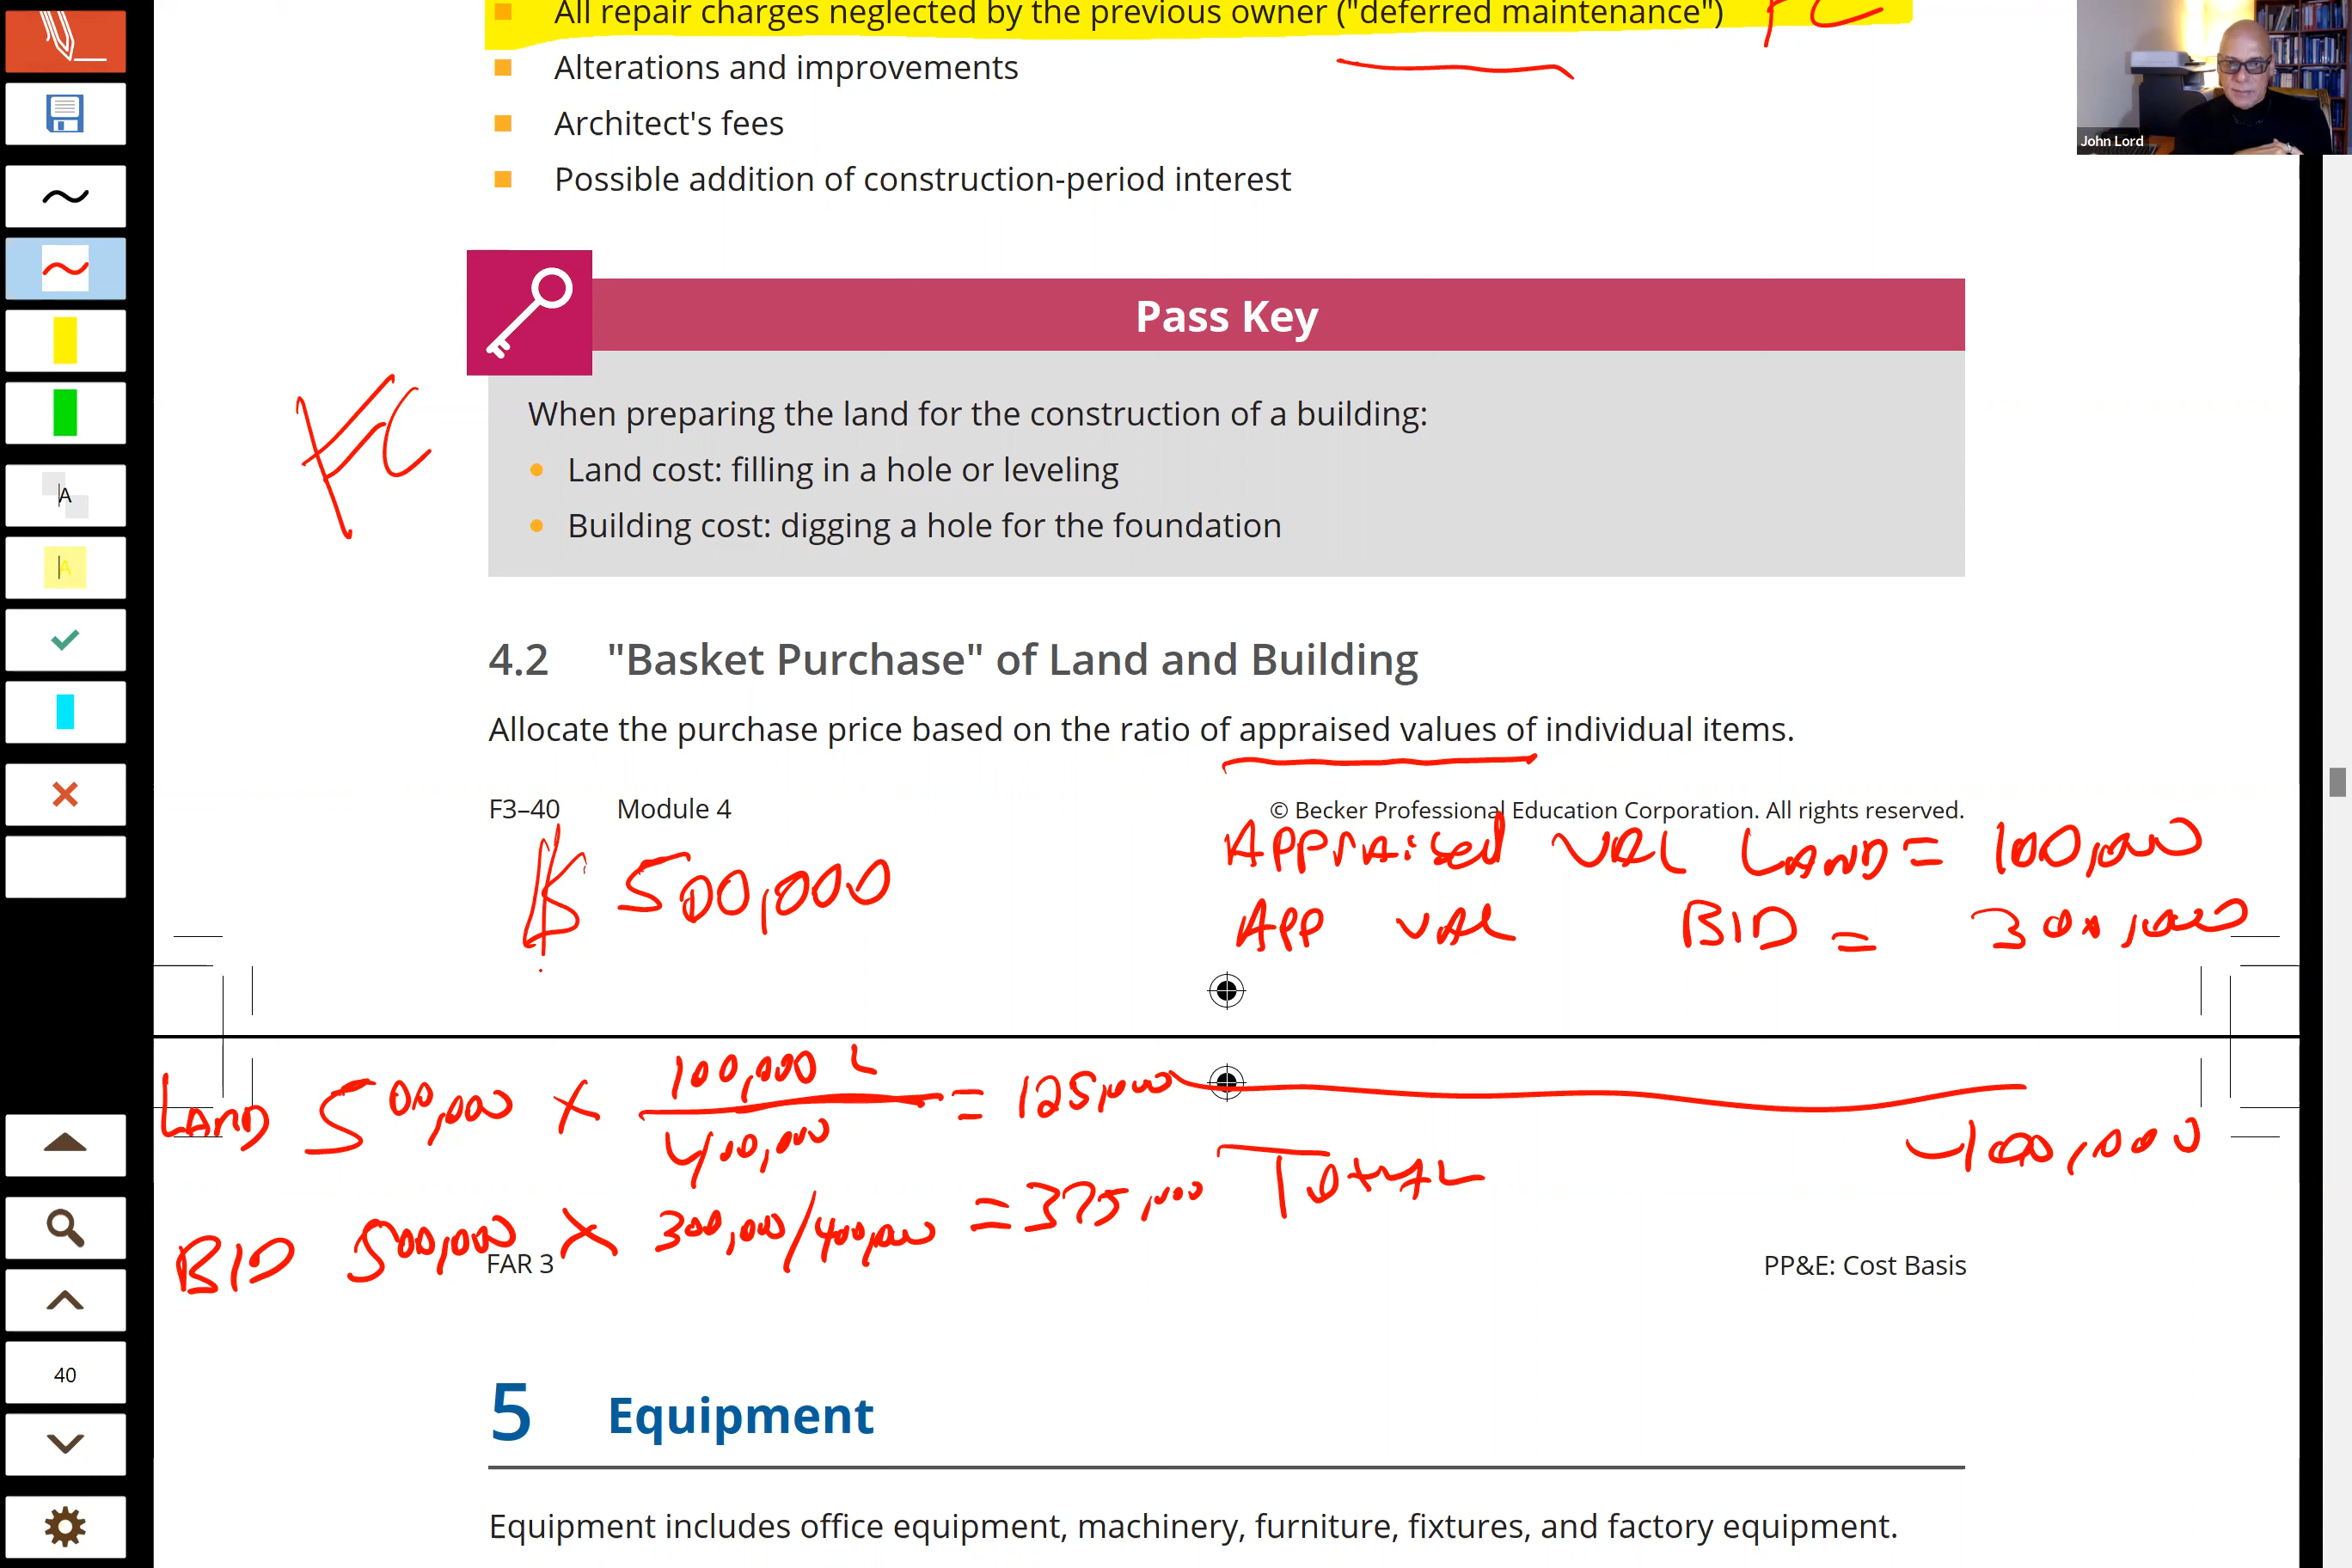 All repair charges neglected by the previous owner ("deferred maintenance")
John Lord
Alterations and improvements
Architect's fees
Possible addition of construction-period interest
Pass Key
When preparing the land for the construction of a building:
Land cost: filling in a hole or leveling
Building cost: digging a hole for the foundation
4.2 "Basket Purchase" of Land and Building
Allocate the purchase price based on the ratio of appraised values of individual items.
F3–40 Module 4 © Becker Professional Education Corporation. All rights reserved.
$ 500,000
Appraised VAL LAND = 100,000
App VAL BlD = 300,000
LAND 500,000 × 100,000 L / 400,000 = 125,000
400,000
Total
BlD 500,000 × 300,000/400,000 = 375,000
FAR 3 PP&E: Cost Basis
40
5 Equipment
Equipment includes office equipment, machinery, furniture, fixtures, and factory equipment.